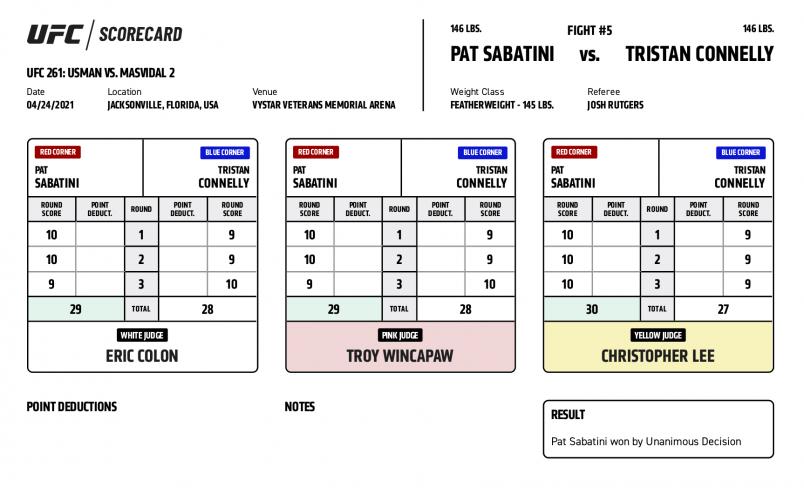 UFC SCORECARD
UFC 261: USMAN VS. MASVIDAL 2
Date Location Venue
04/24/2021 JACKSONVILLE, FLORIDA, USA VYSTAR VETERANS MEMORIAL ARENA
146 LBS. FIGHT #5 146 LBS.
PAT SABATINI vs. TRISTAN CONNELLY
Weight Class Referee
FEATHERWEIGHT - 145 LBS. JOSH RUTGERS
RED CORNER BLUE CORNER
PAT TRISTAN
SABATINI CONNELLY
ROUND SCORE POINT DEDUCT. ROUND POINT DEDUCT. ROUND SCORE
10 1 9
10 2 9
9 3 10
29 TOTAL 28
WHITE JUDGE
ERIC COLON
RED CORNER BLUE CORNER
PAT TRISTAN
SABATINI CONNELLY
ROUND SCORE POINT DEDUCT. ROUND POINT DEDUCT. ROUND SCORE
10 1 9
10 2 9
9 3 10
29 TOTAL 28
PINK JUDGE
TROY WINCAPAW
RED CORNER BLUE CORNER
PAT TRISTAN
SABATINI CONNELLY
ROUND SCORE POINT DEDUCT. ROUND POINT DEDUCT. ROUND SCORE
10 1 9
10 2 9
10 3 9
30 TOTAL 27
YELLOW JUDGE
CHRISTOPHER LEE
POINT DEDUCTIONS
NOTES
RESULT
Pat Sabatini won by Unanimous Decision